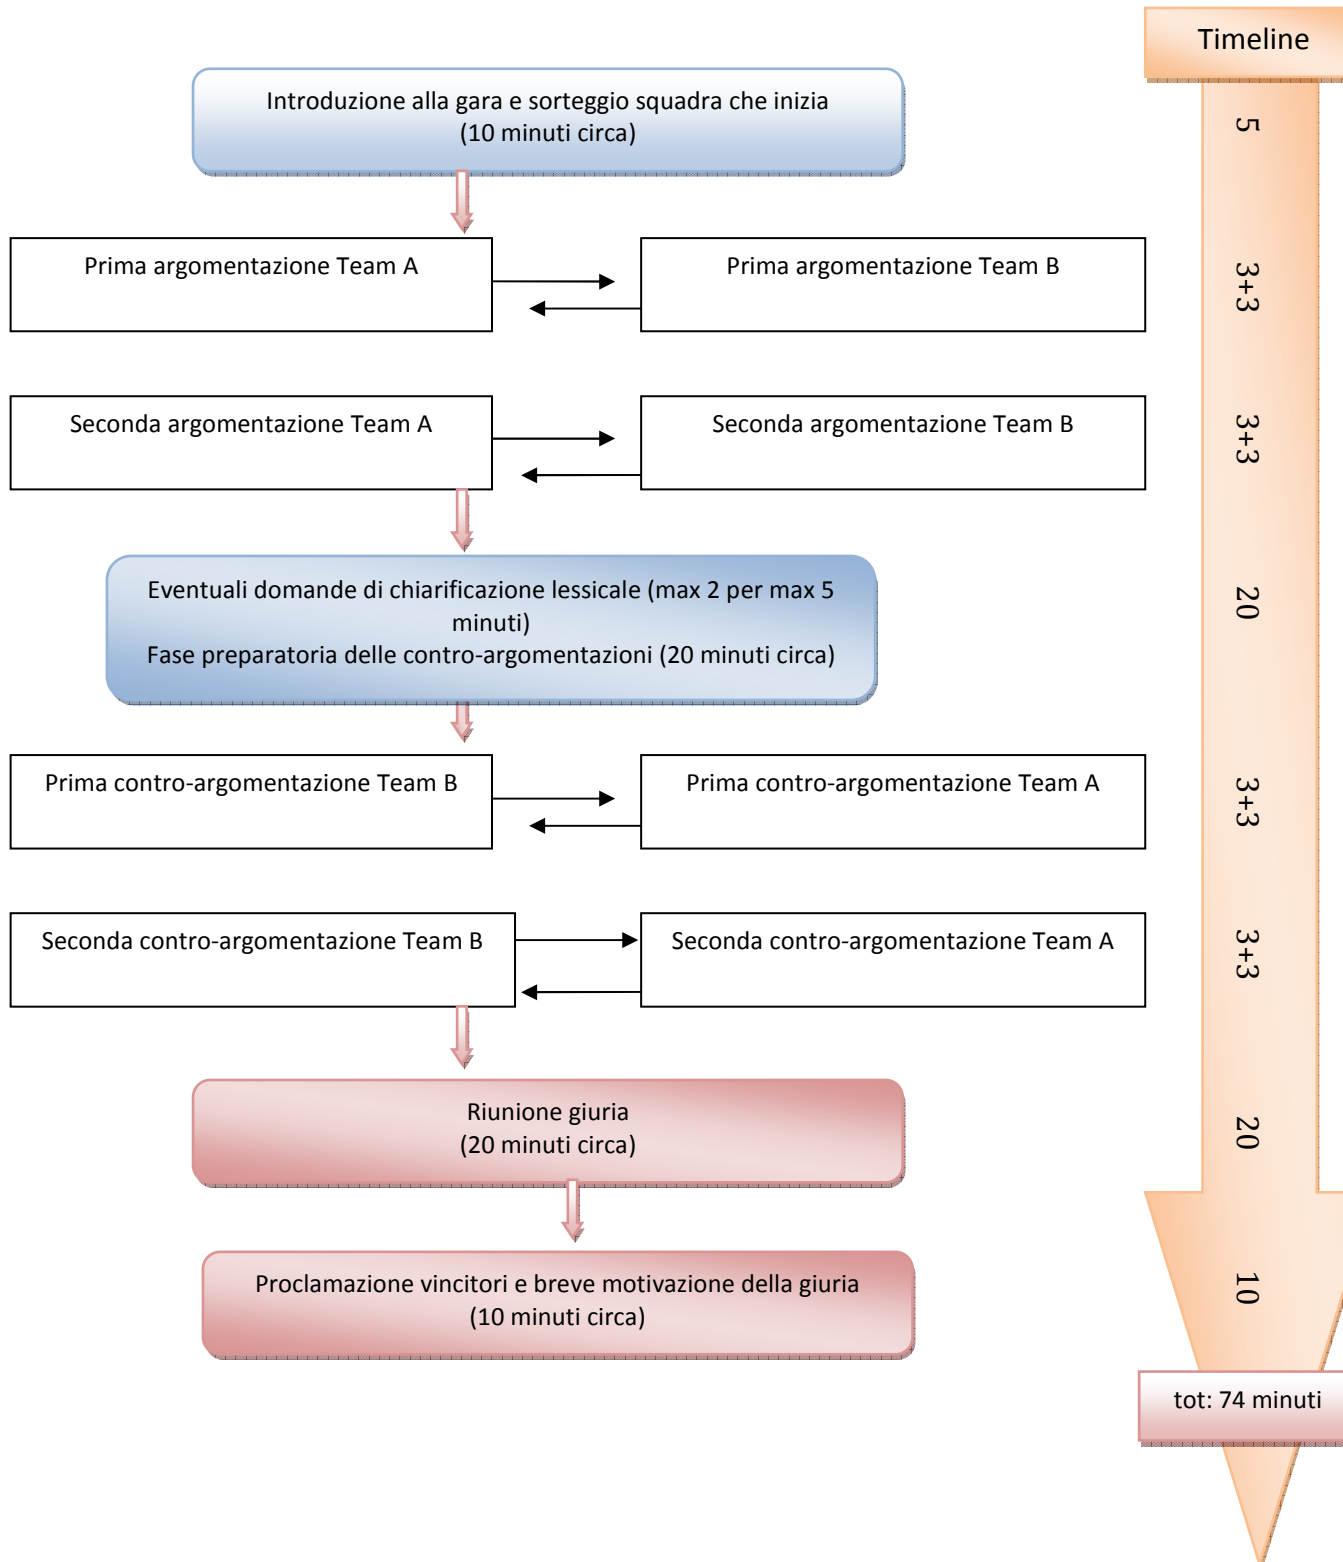 Timeline
Introduzione alla gara e sorteggio squadra che inizia
(10 minuti circa)
5
Prima argomentazione Team A
Prima argomentazione Team B
3+3
Seconda argomentazione Team A
Seconda argomentazione Team B
3+3
Eventuali domande di chiarificazione lessicale (max 2 per max 5
minuti)
Fase preparatoria delle contro-argomentazioni (20 minuti circa)
20
Prima contro-argomentazione Team B
Prima contro-argomentazione Team A
3+3
Seconda contro-argomentazione Team B
Seconda contro-argomentazione Team A
3+3
Riunione giuria
(20 minuti circa)
20
Proclamazione vincitori e breve motivazione della giuria
(10 minuti circa)
10
tot: 74 minuti